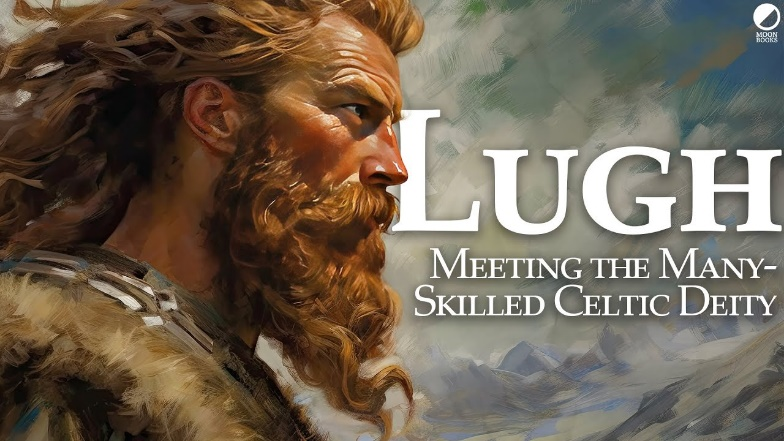 MOON
BOOKS
LUGH
MEETING THE MANY-
SKILLED CELTIC DEITY